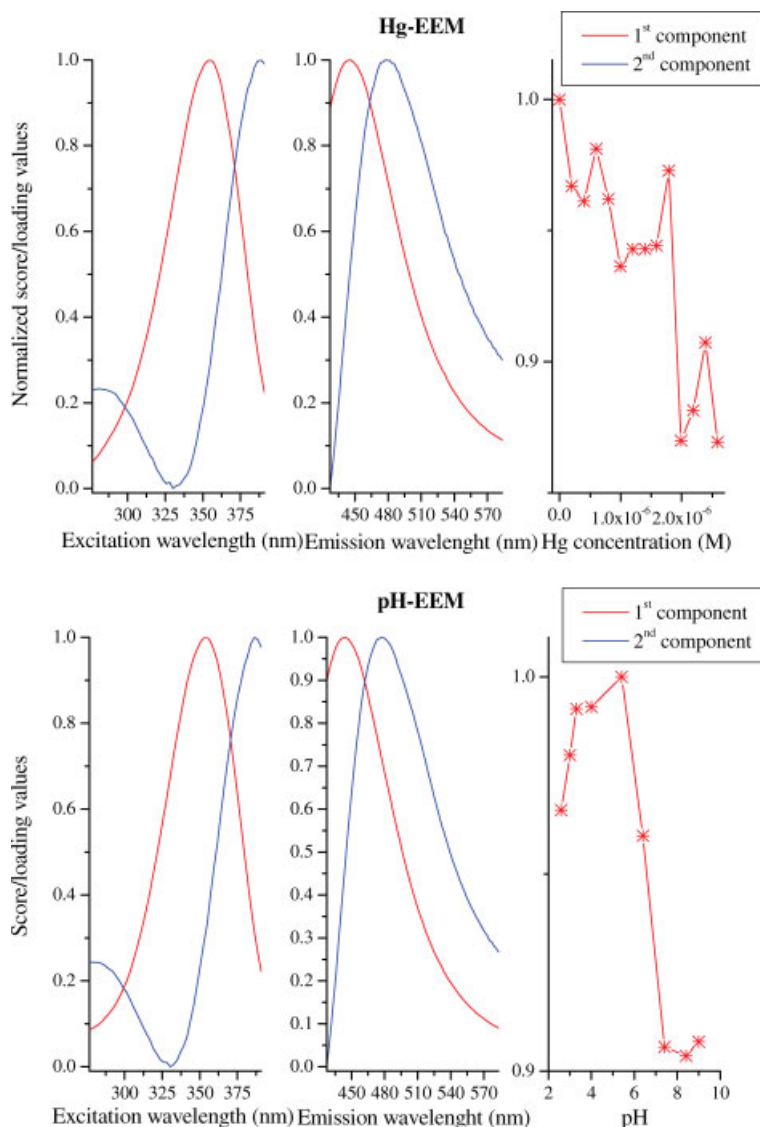 Hg-EEM
1st component
2nd component
Normalized score/loading values
1.0
0.8
0.6
0.4
0.2
0.0
300 325 350 375
Excitation wavelength (nm)
1.0
0.8
0.6
0.4
0.2
0.0
450 480 510 540 570
Emission wavelenght (nm)
1.0
0.9
0.0 1.0x10-6 2.0x10-6
Hg concentration (M)
pH-EEM
1st component
2nd component
Score/loading values
1.0
0.8
0.6
0.4
0.2
0.0
300 325 350 375
Excitation wavelength (nm)
1.0
0.9
0.8
0.7
0.6
0.5
0.4
0.3
0.2
0.1
0.0
450 480 510 540 570
Emission wavelenght (nm)
1.0
0.9
2 4 6 8 10
pH